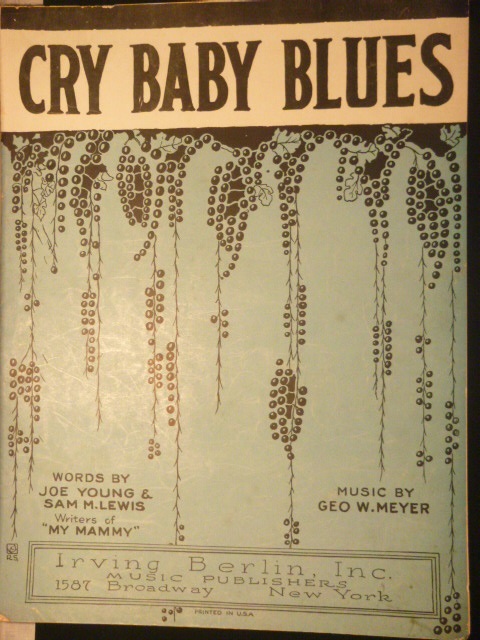 CRY BABY BLUES
WORDS BY
JOE YOUNG &
SAM M. LEWIS
Writers of
"MY MAMMY"
MUSIC BY
GEO W. MEYER
Irving Berlin, Inc.
MUSIC PUBLISHERS
1587 Broadway New York
PRINTED IN U.S.A